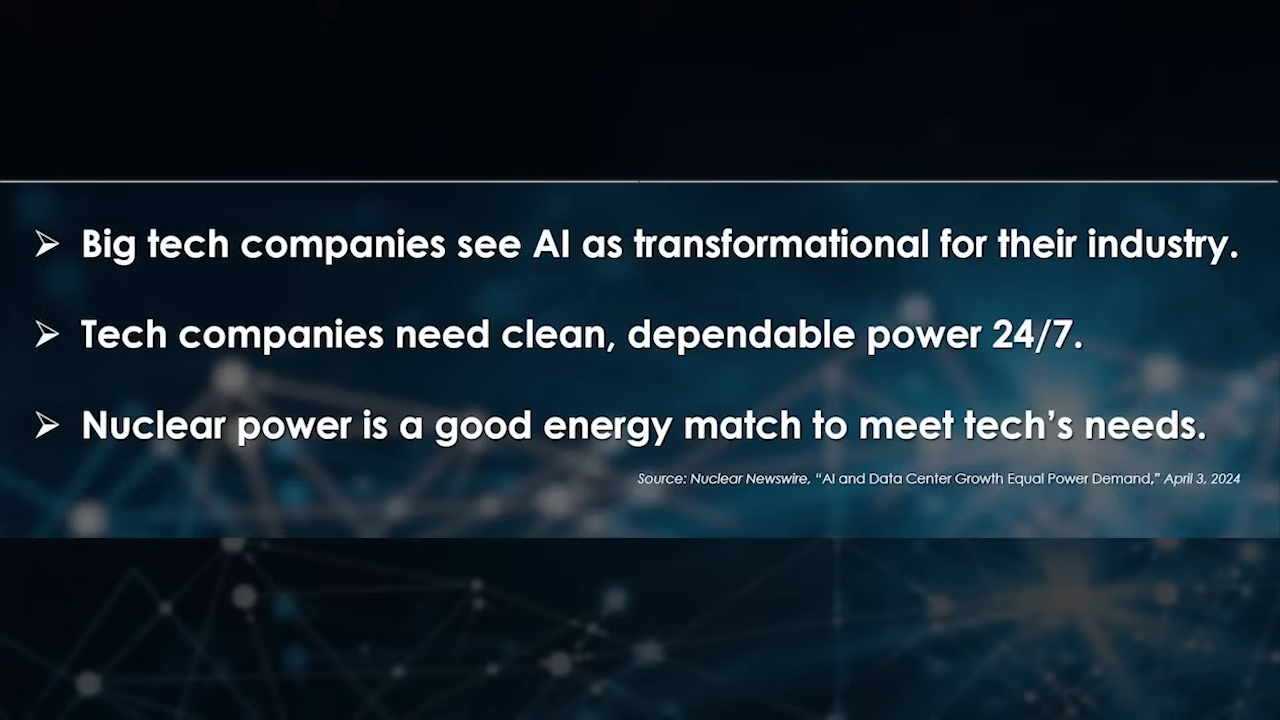 ➢ Big tech companies see AI as transformational for their industry.
➢ Tech companies need clean, dependable power 24/7.
➢ Nuclear power is a good energy match to meet tech’s needs.
Source: Nuclear Newswire, “AI and Data Center Growth Equal Power Demand,” April 3, 2024